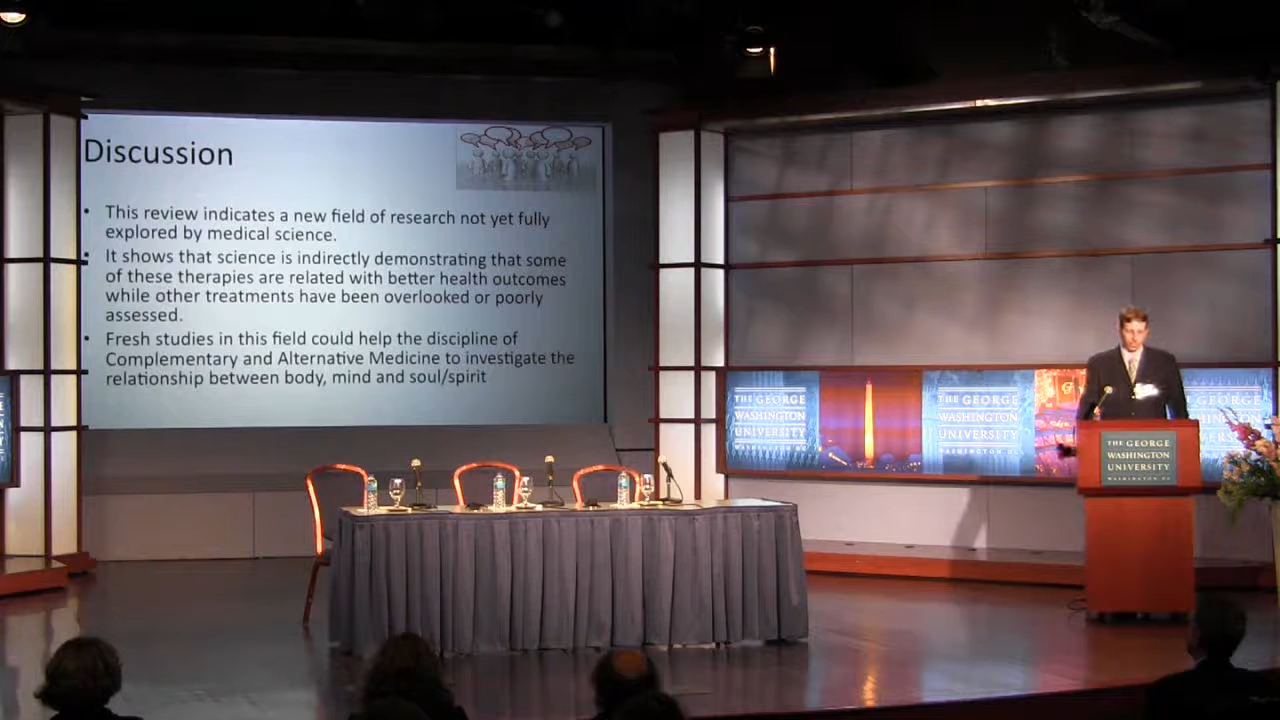 Discussion
• This review indicates a new field of research not yet fully
explored by medical science.
• It shows that science is indirectly demonstrating that some
of these therapies are related with better health outcomes
while other treatments have been overlooked or poorly
assessed.
• Fresh studies in this field could help the discipline of
Complementary and Alternative Medicine to investigate the
relationship between body, mind and soul/spirit
THE GEORGE
WASHINGTON
UNIVERSITY
WASHINGTON DC
THE GEORGE
WASHINGTON
UNIVERSITY
WASHINGTON DC
THE GEORGE
WASHINGTON
UNIVERSITY
WASHINGTON DC